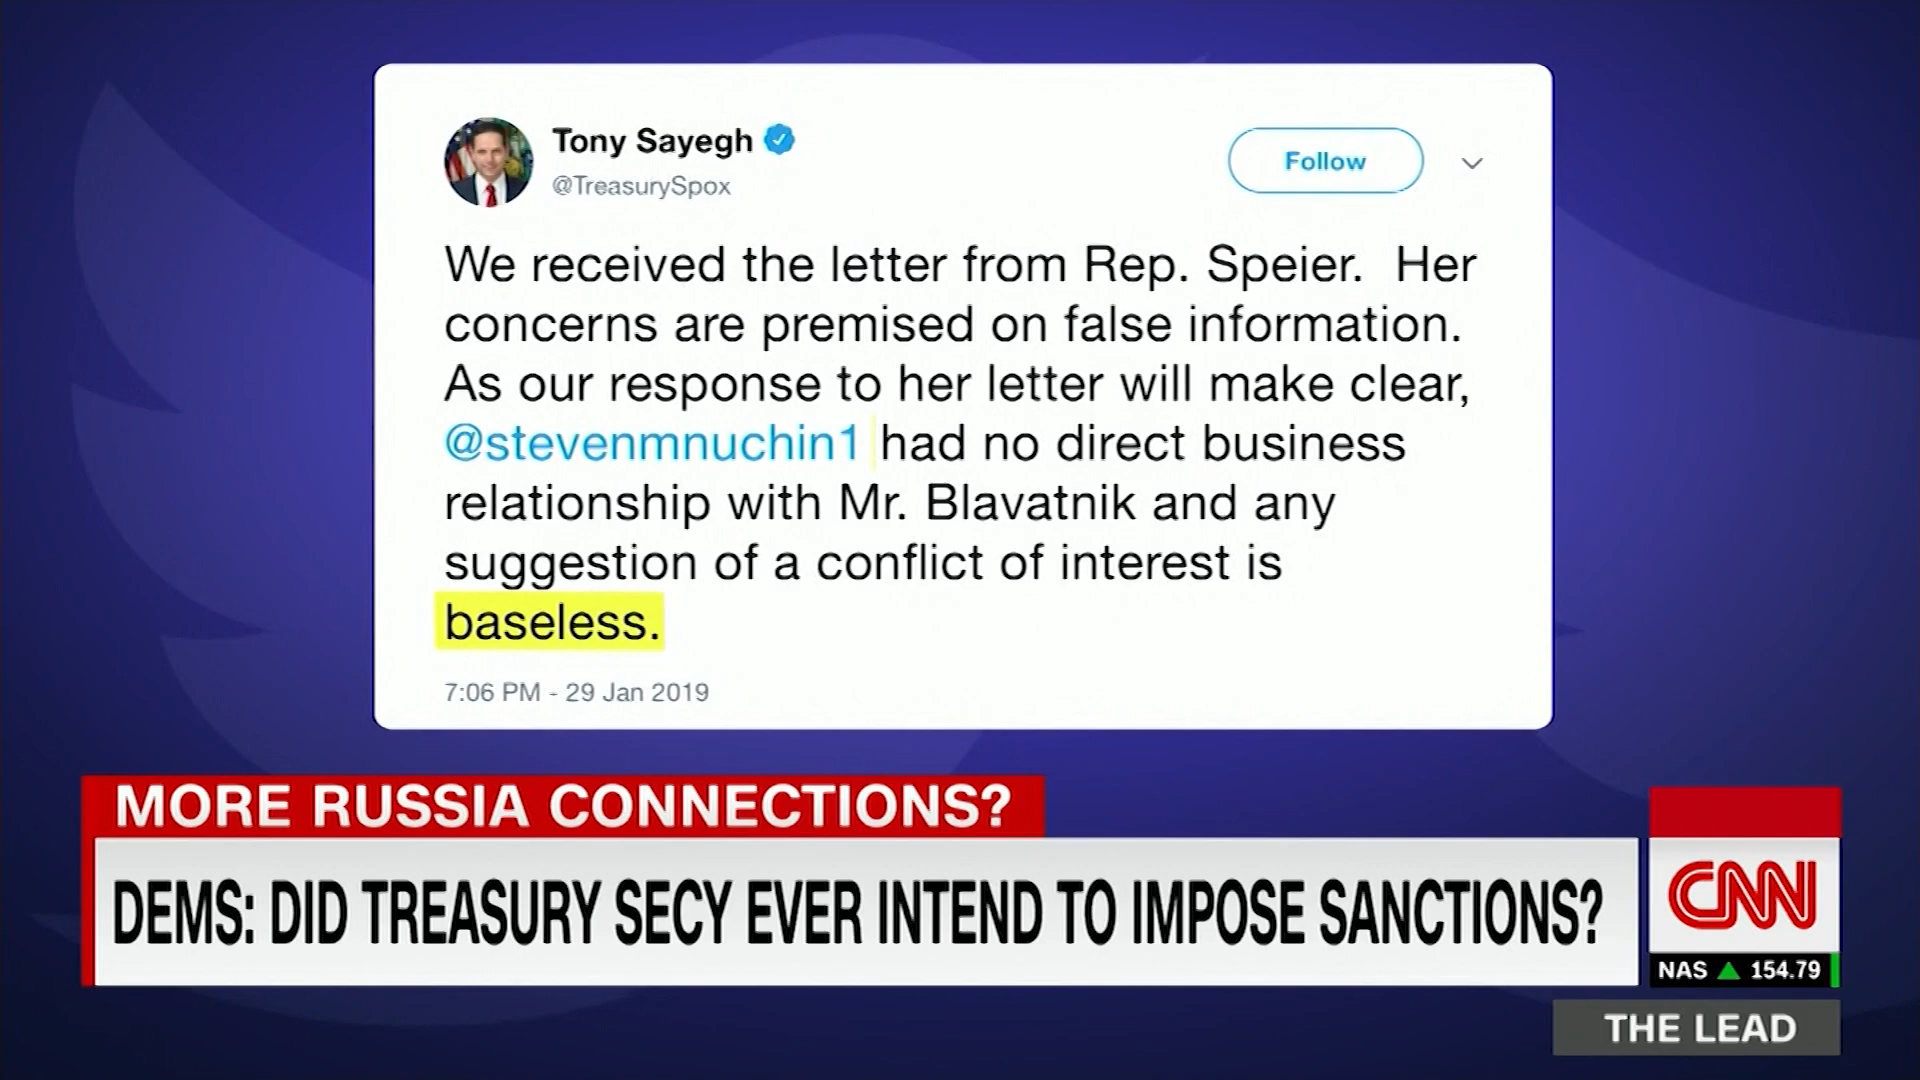 Tony Sayegh
@TreasurySpox
Follow
We received the letter from Rep. Speier.  Her
concerns are premised on false information.
As our response to her letter will make clear,
@stevenmnuchin1 had no direct business
relationship with Mr. Blavatnik and any
suggestion of a conflict of interest is
baseless.
7:06 PM - 29 Jan 2019
MORE RUSSIA CONNECTIONS?
DEMS: DID TREASURY SECY EVER INTEND TO IMPOSE SANCTIONS?
CNN
NAS ▲ 154.79
THE LEAD